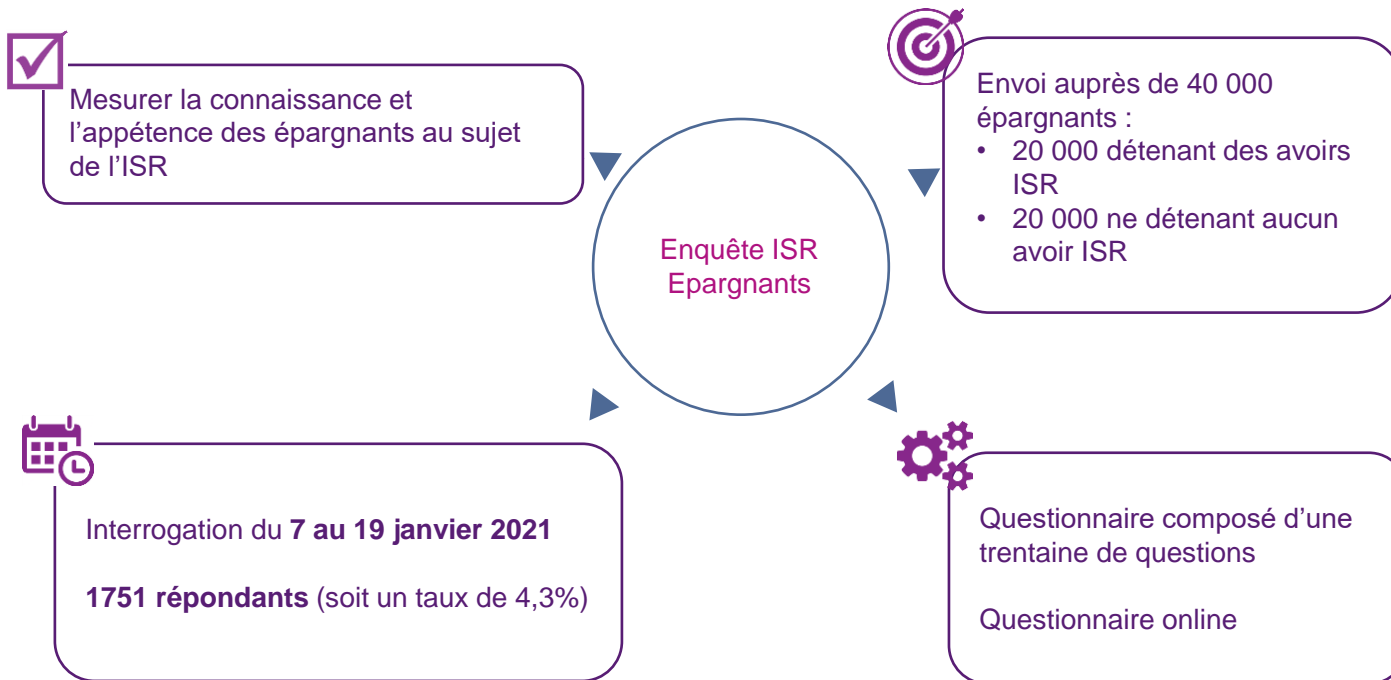 Mesurer la connaissance et
l’appétence des épargnants au sujet
de l’ISR
Envoi auprès de 40 000
épargnants :
• 20 000 détenant des avoirs
ISR
• 20 000 ne détenant aucun
avoir ISR
Enquête ISR
Epargnants
Interrogation du 7 au 19 janvier 2021
1751 répondants (soit un taux de 4,3%)
Questionnaire composé d’une
trentaine de questions
Questionnaire online